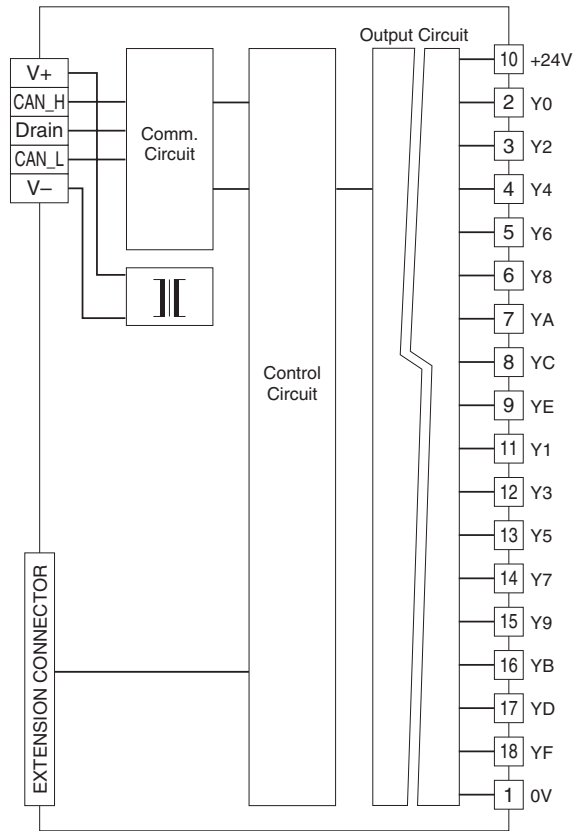 Output Circuit
V+
CAN_H
Drain
CAN_L
V–
Comm.
Circuit
Control
Circuit
EXTENSION CONNECTOR
10 +24V
2 Y0
3 Y2
4 Y4
5 Y6
6 Y8
7 YA
8 YC
9 YE
11 Y1
12 Y3
13 Y5
14 Y7
15 Y9
16 YB
17 YD
18 YF
1 0V